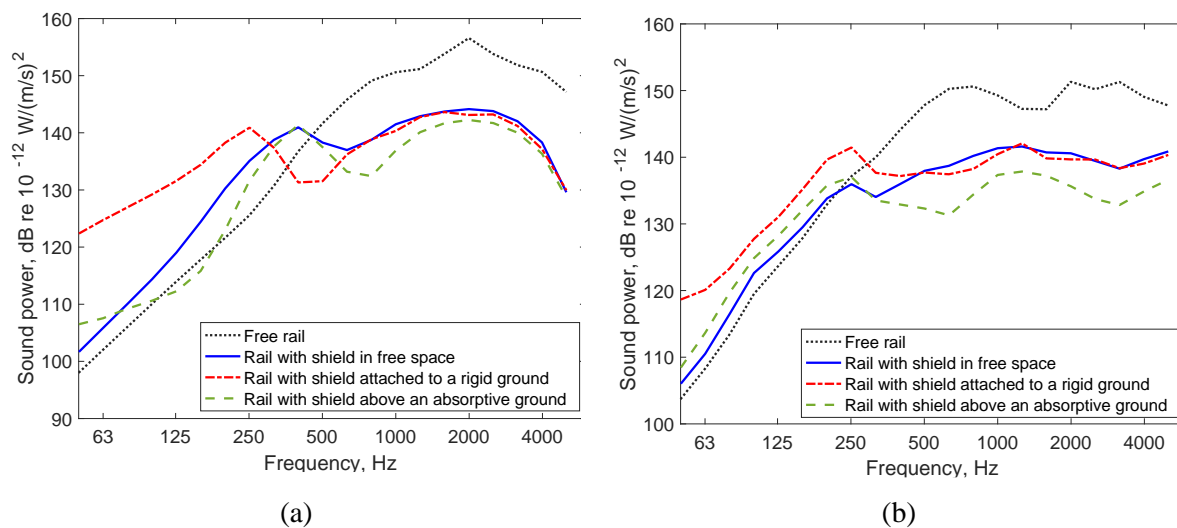 160
150
140
130
120
110
100
90
Sound power, dB re 10 ⁻¹² W/(m/s)²
Free rail
Rail with shield in free space
Rail with shield attached to a rigid ground
Rail with shield above an absorptive ground
63 125 250 500 1000 2000 4000
Frequency, Hz
(a)
160
150
140
130
120
110
100
Sound power, dB re 10 ⁻¹² W/(m/s)²
Free rail
Rail with shield in free space
Rail with shield attached to a rigid ground
Rail with shield above an absorptive ground
63 125 250 500 1000 2000 4000
Frequency, Hz
(b)